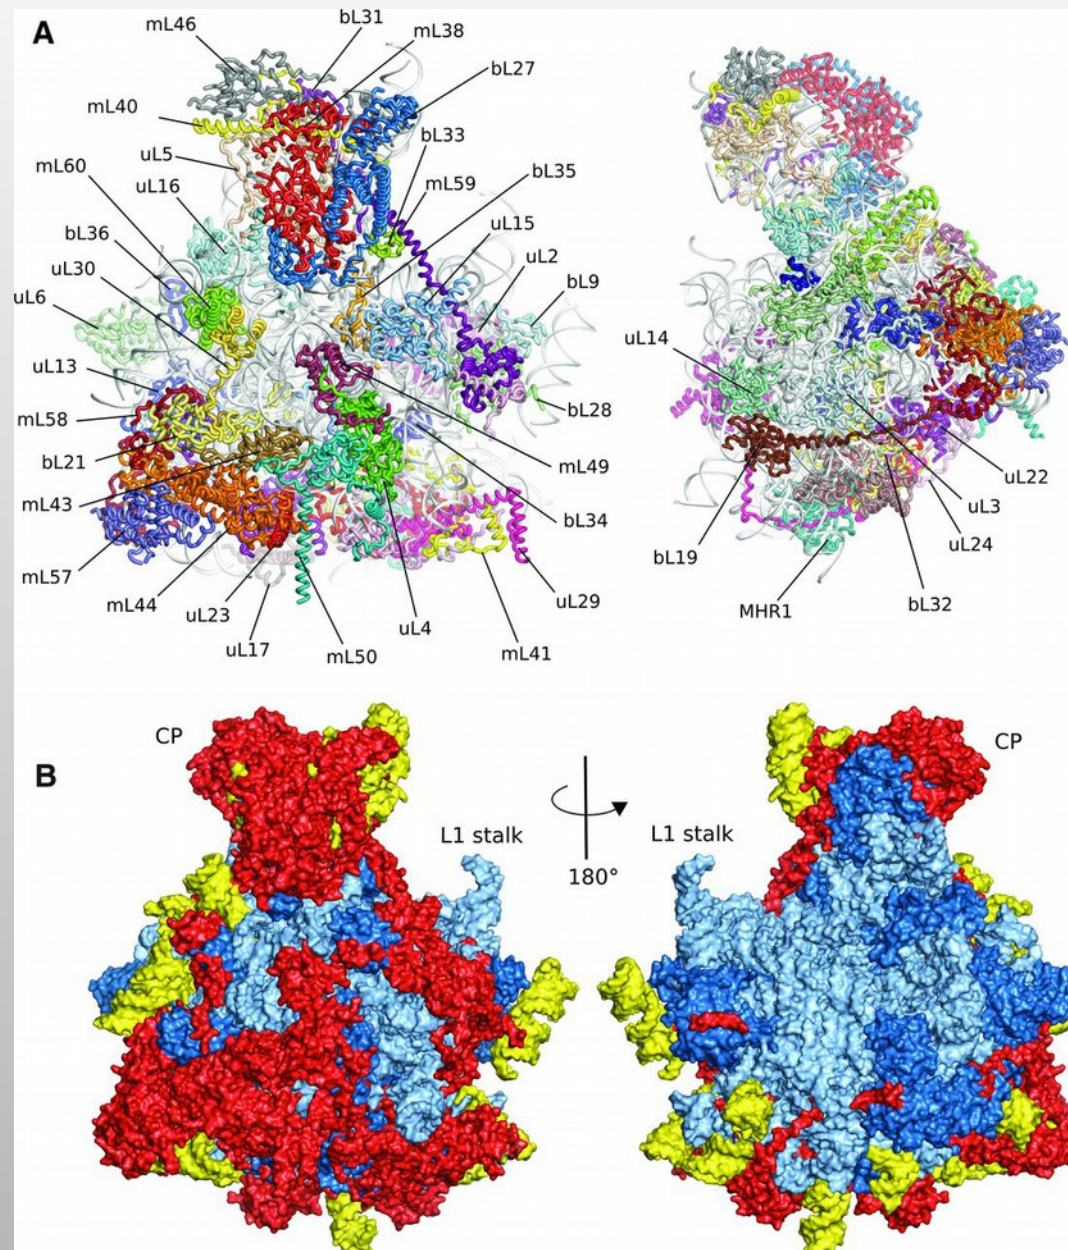 A
mL46
bL31
mL38
bL27
mL40
bL33
uL5
mL59
bL35
mL60
uL16
uL15
bL36
uL2
uL30
bL9
uL6
uL13
mL58
bL28
bL21
mL49
mL43
bL34
mL57
mL44
uL23
uL29
uL17
uL4
mL50
mL41
uL14
uL22
uL3
uL24
bL19
MHR1
bL32
B
CP
CP
L1 stalk
L1 stalk
180°